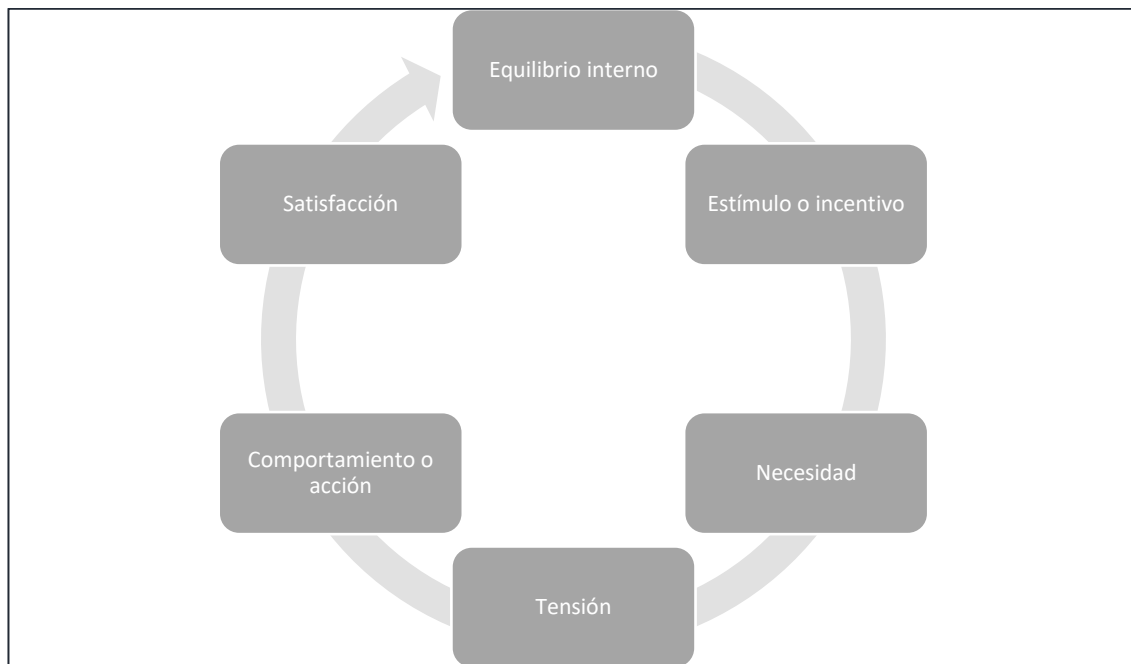 Equilibrio interno
Estímulo o incentivo
Necesidad
Tensión
Comportamiento o
acción
Satisfacción